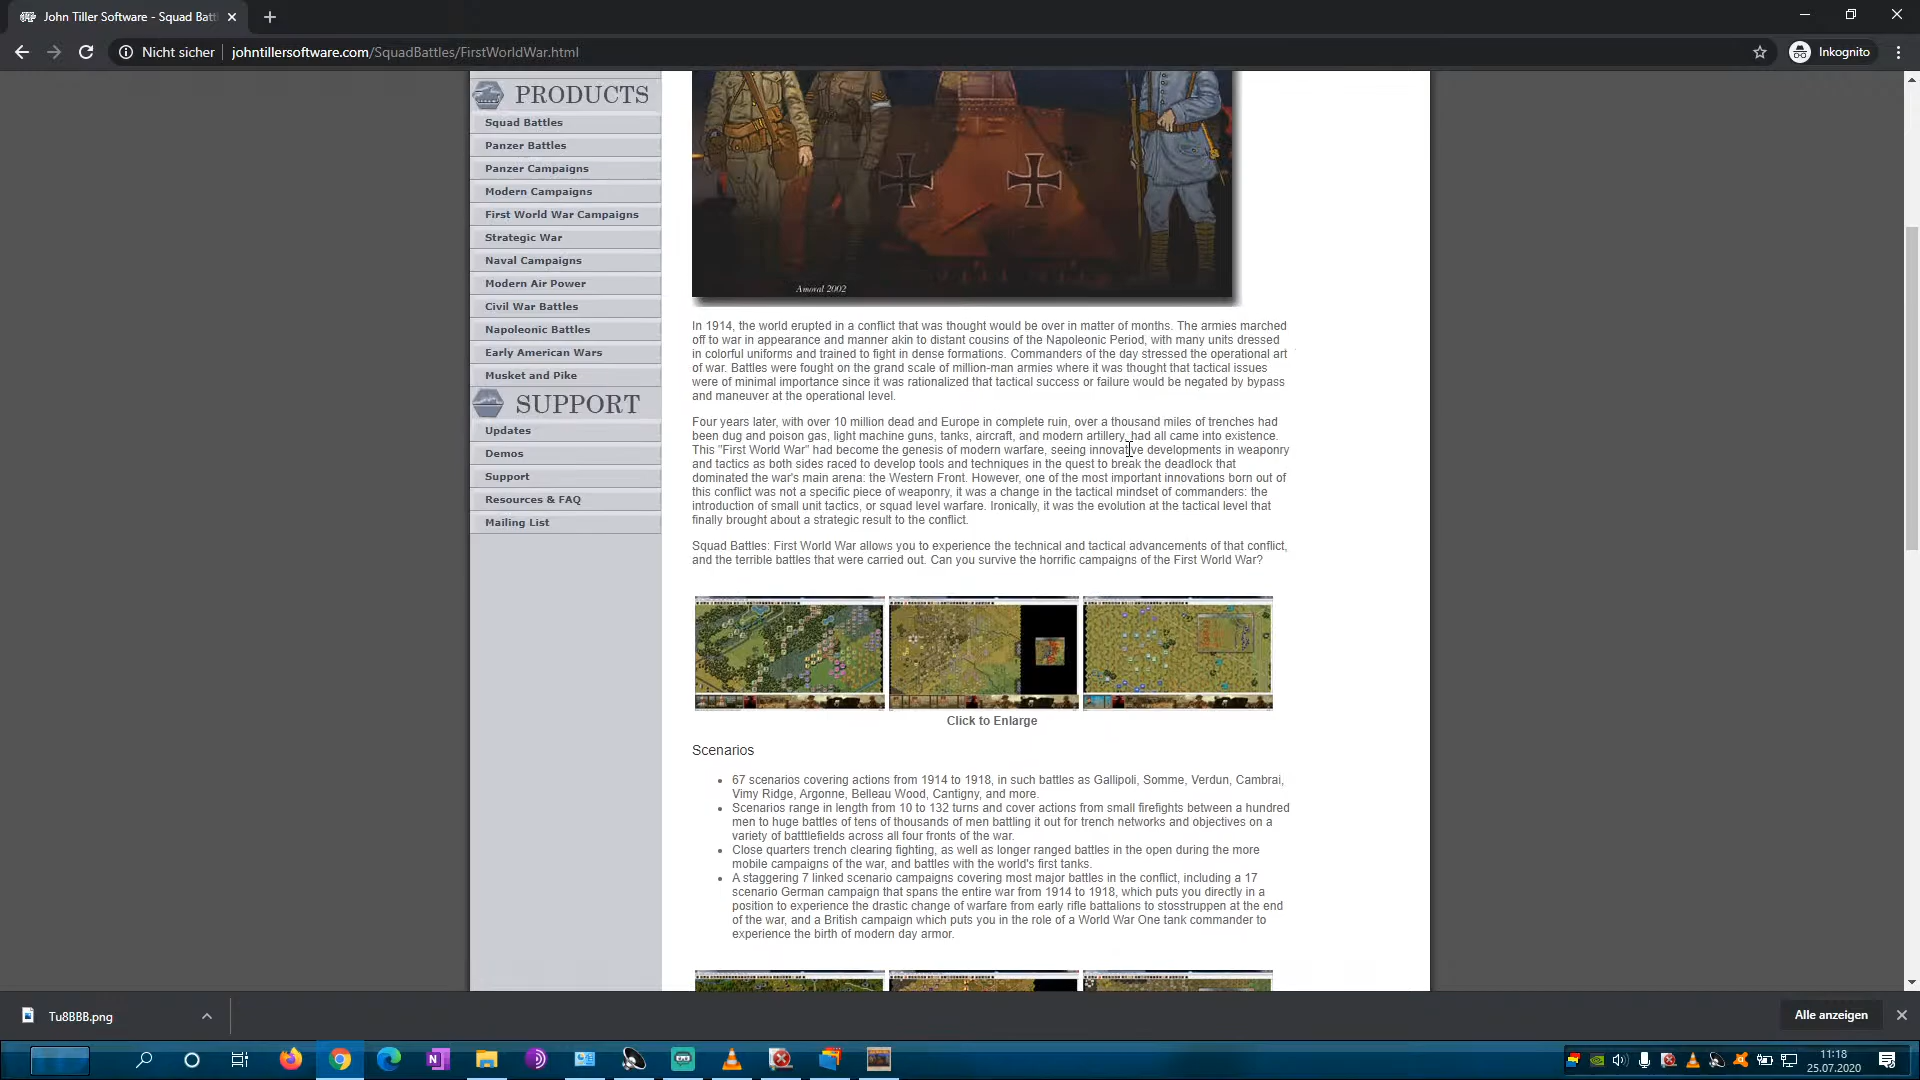 John Tiller Software - Squad Batt
Nicht sicher
johntillersoftware.com/SquadBattles/FirstWorldWar.html
Inkognito
PRODUCTS
Squad Battles
Panzer Battles
Panzer Campaigns
Modern Campaigns
First World War Campaigns
Strategic War
Naval Campaigns
Modern Air Power
Civil War Battles
Napoleonic Battles
Early American Wars
Musket and Pike
SUPPORT
Updates
Demos
Support
Resources & FAQ
Mailing List
Amoral 2002
In 1914, the world erupted in a conflict that was thought would be over in matter of months. The armies marched
off to war in appearance and manner akin to distant cousins of the Napoleonic Period, with many units dressed
in colorful uniforms and trained to fight in dense formations. Commanders of the day stressed the operational art
of war. Battles were fought on the grand scale of million-man armies where it was thought that tactical issues
were of minimal importance since it was rationalized that tactical success or failure would be negated by bypass
and maneuver at the operational level.
Four years later, with over 10 million dead and Europe in complete ruin, over a thousand miles of trenches had
been dug and poison gas, light machine guns, tanks, aircraft, and modern artillery, had all came into existence.
This "First World War" had become the genesis of modern warfare, seeing innovative developments in weaponry
and tactics as both sides raced to develop tools and techniques in the quest to break the deadlock that
dominated the war's main arena: the Western Front. However, one of the most important innovations born out of
this conflict was not a specific piece of weaponry, it was a change in the tactical mindset of commanders: the
introduction of small unit tactics, or squad level warfare. Ironically, it was the evolution at the tactical level that
finally brought about a strategic result to the conflict.
Squad Battles: First World War allows you to experience the technical and tactical advancements of that conflict,
and the terrible battles that were carried out. Can you survive the horrific campaigns of the First World War?
Click to Enlarge
Scenarios
• 67 scenarios covering actions from 1914 to 1918, in such battles as Gallipoli, Somme, Verdun, Cambrai,
Vimy Ridge, Argonne, Belleau Wood, Cantigny, and more.
• Scenarios range in length from 10 to 132 turns and cover actions from small firefights between a hundred
men to huge battles of tens of thousands of men battling it out for trench networks and objectives on a
variety of battlefields across all four fronts of the war.
• Close quarters trench clearing fighting, as well as longer ranged battles in the open during the more
mobile campaigns of the war, and battles with the world's first tanks.
• A staggering 7 linked scenario campaigns covering most major battles in the conflict, including a 17
scenario German campaign that spans the entire war from 1914 to 1918, which puts you directly in a
position to experience the drastic change of warfare from early rifle battalions to stosstruppen at the end
of the war, and a British campaign which puts you in the role of a World War One tank commander to
experience the birth of modern day armor.
Tu8BBB.png
Alle anzeigen
11:18
25.07.2020